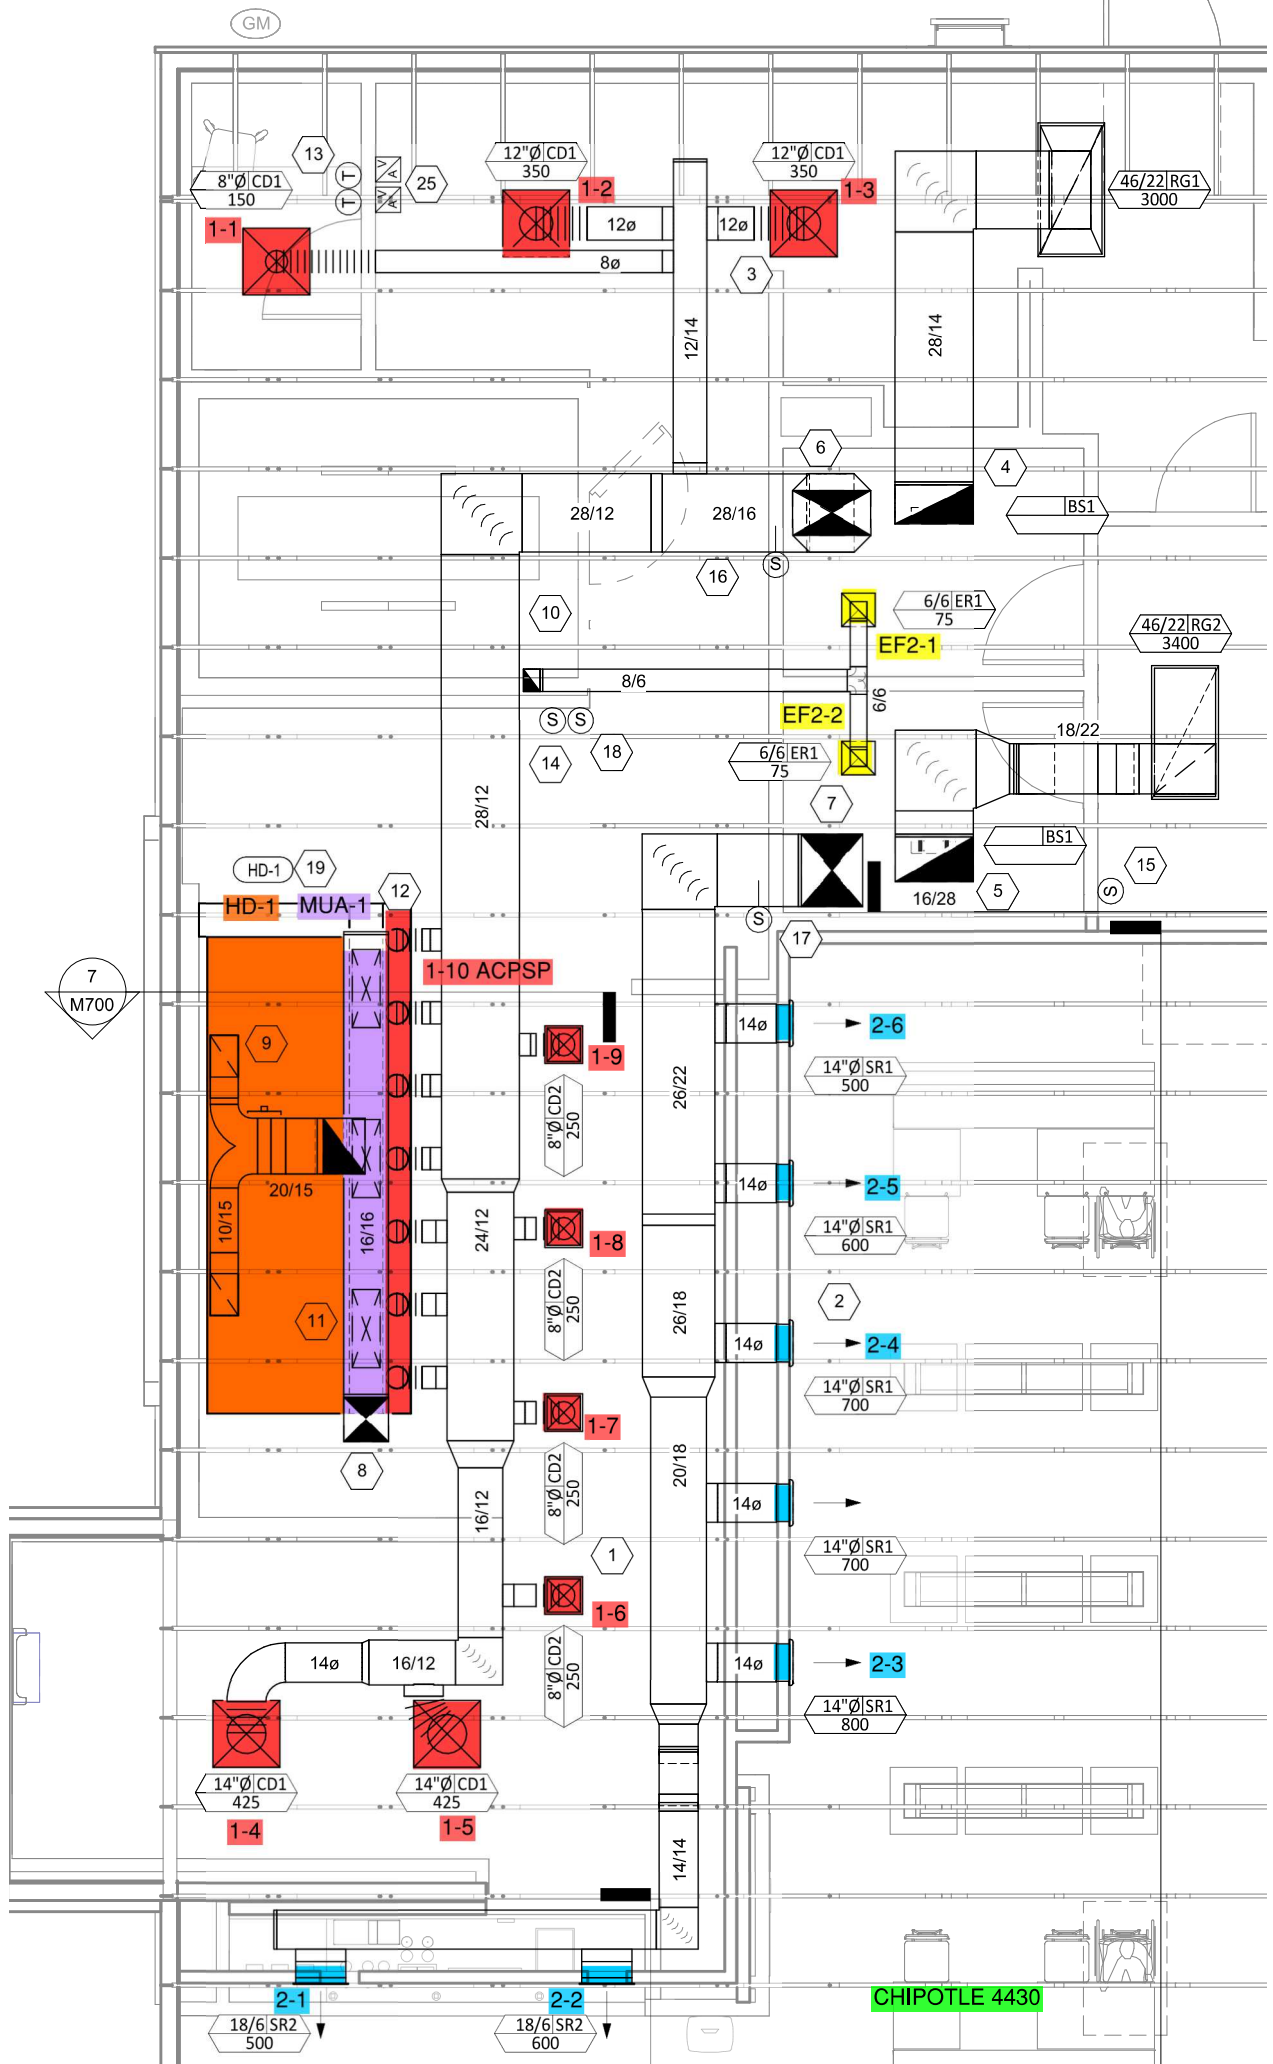 GM
13
T
T
V
A
V
A
25
8"Ø CD1
150
1-1
12"Ø CD1
350
1-2
12"Ø CD1
350
1-3
46/22 RG1
3000
12ø
12ø
8ø
3
12/14
28/14
6
4
BS1
28/12
28/16
16
S
10
6/6 ER1
75
EF2-1
46/22 RG2
3400
8/6
6/6
EF2-2
S
S
14
18
6/6 ER1
75
18/22
28/12
7
BS1
15
S
16/28
5
HD-1
19
12
HD-1
MUA-1
S
17
1-10 ACPSP
7
M700
9
14ø
2-6
1-9
14"Ø SR1
500
26/22
8"Ø CD2
250
14ø
2-5
20/15
10/15
16/16
24/12
1-8
14"Ø SR1
600
8"Ø CD2
250
26/18
2
11
14ø
2-4
14"Ø SR1
700
1-7
8
20/18
16/12
8"Ø CD2
250
14ø
14"Ø SR1
700
1
1-6
14ø
16/12
8"Ø CD2
250
14ø
2-3
14"Ø SR1
800
14"Ø CD1
425
1-4
14"Ø CD1
425
1-5
14/14
2-1
2-2
CHIPOTLE 4430
18/6 SR2
500
18/6 SR2
600